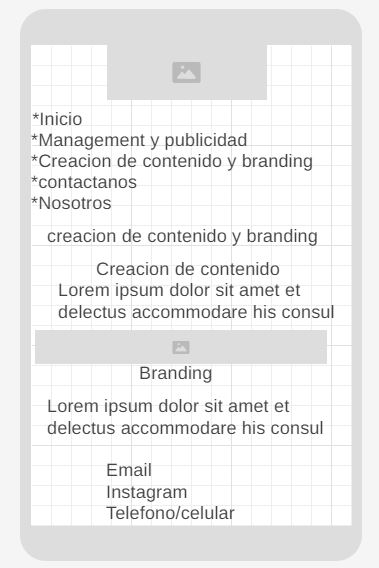 *Inicio
*Management y publicidad
*Creacion de contenido y branding
*contactanos
*Nosotros
creacion de contenido y branding
Creacion de contenido
Lorem ipsum dolor sit amet et
delectus accommodare his consul
Branding
Lorem ipsum dolor sit amet et
delectus accommodare his consul
Email
Instagram
Telefono/celular